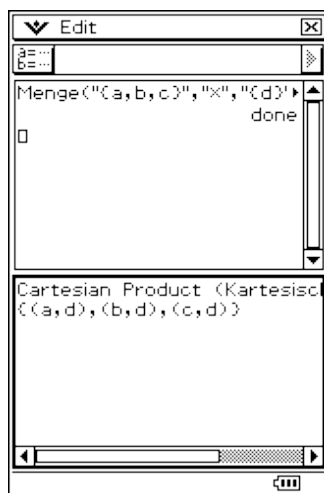 Edit
a=…
b=…
Menge("{a,b,c}","×","{d}"
done
Cartesian Product (Kartesisc
{(a,d),(b,d),(c,d)}